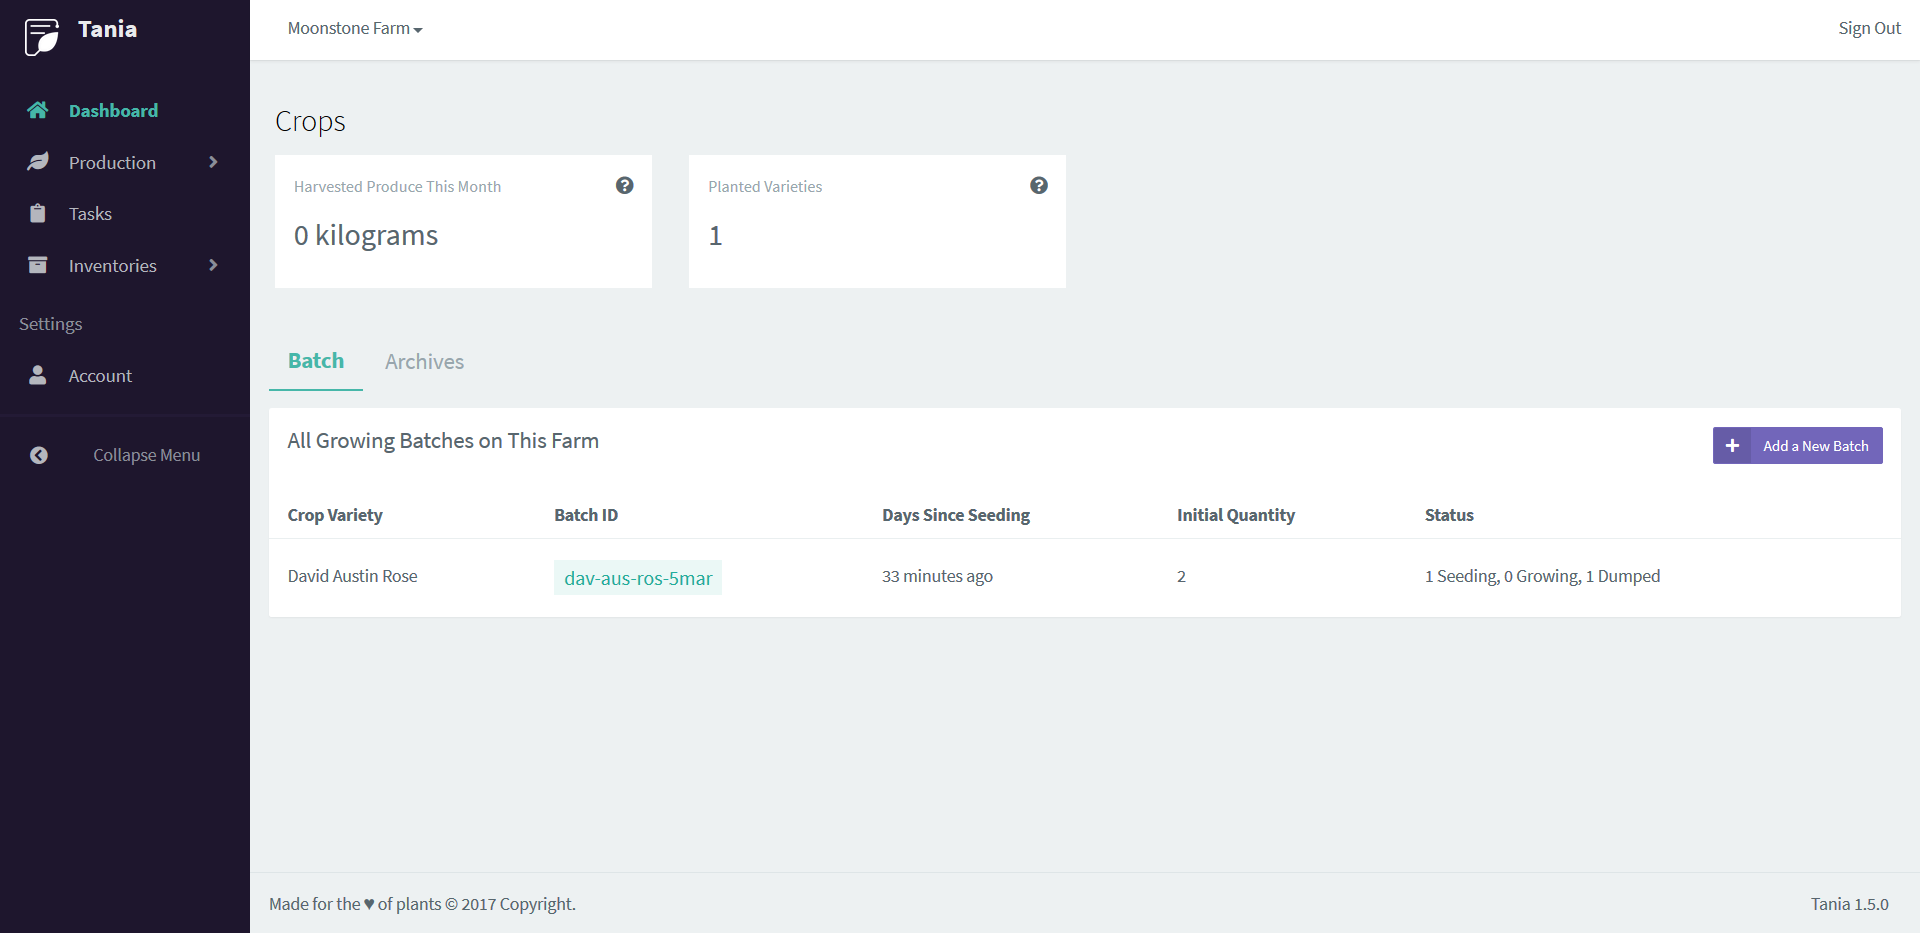 Tania
Moonstone Farm
Sign Out
Dashboard
Production
Tasks
Inventories
Settings
Account
Collapse Menu
Crops
Harvested Produce This Month
0 kilograms
Planted Varieties
1
Batch
Archives
All Growing Batches on This Farm
Add a New Batch
Crop Variety Batch ID Days Since Seeding Initial Quantity Status
David Austin Rose dav-aus-ros-5mar 33 minutes ago 2 1 Seeding, 0 Growing, 1 Dumped
Made for the ♥ of plants © 2017 Copyright.
Tania 1.5.0